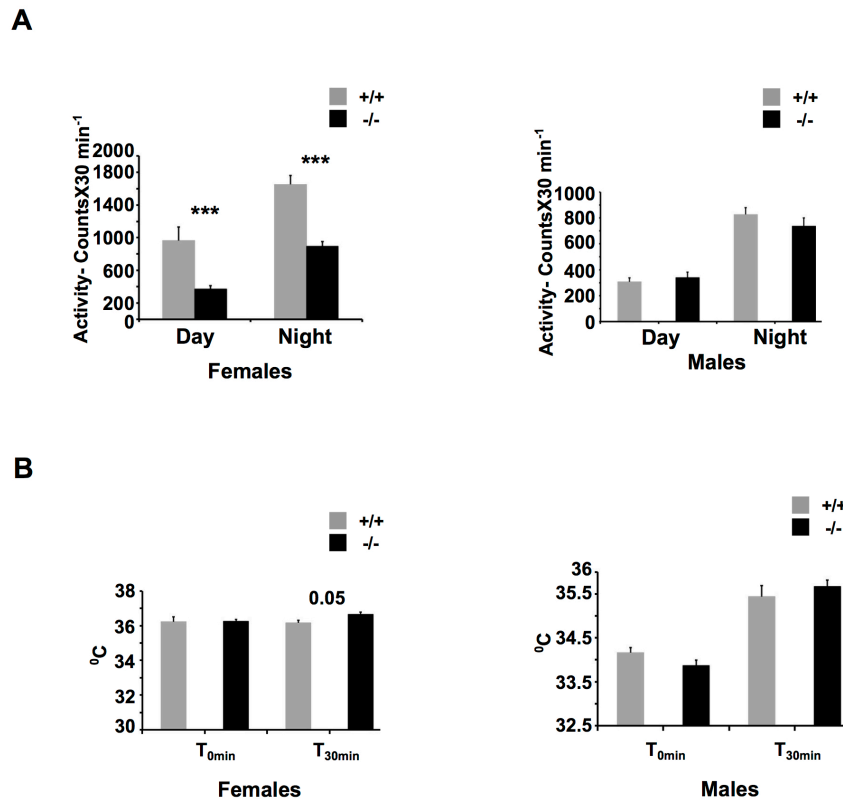 A
+/+
-/-
Activity- CountsX30 min-1
2000
1800
1400
1000
600
200
0
***
***
Day Night
Females
+/+
-/-
Activity- CountsX30 min-1
1000
800
600
400
200
0
Day Night
Males
B
+/+
-/-
0C
38
36
34
32
30
0.05
T0min T30min
Females
+/+
-/-
0C
36
35.5
34.5
33.5
32.5
T0min T30min
Males